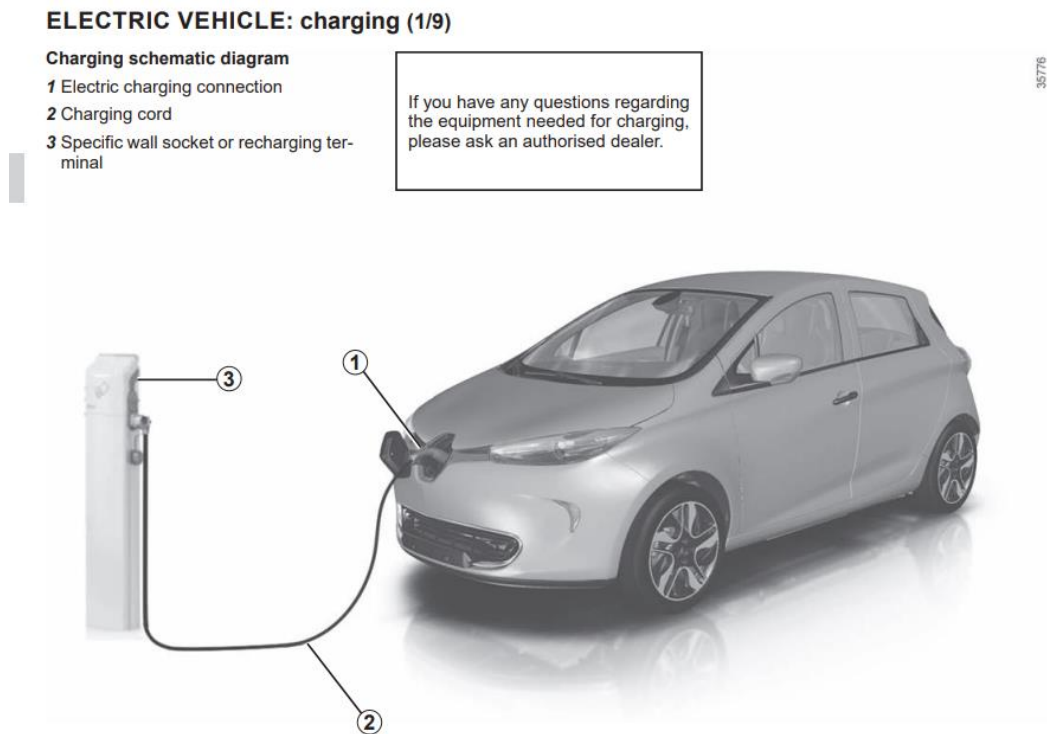 ELECTRIC VEHICLE: charging (1/9)
Charging schematic diagram
1 Electric charging connection
2 Charging cord
3 Specific wall socket or recharging ter-
minal
If you have any questions regarding
the equipment needed for charging,
please ask an authorised dealer.
35776
1
3
2